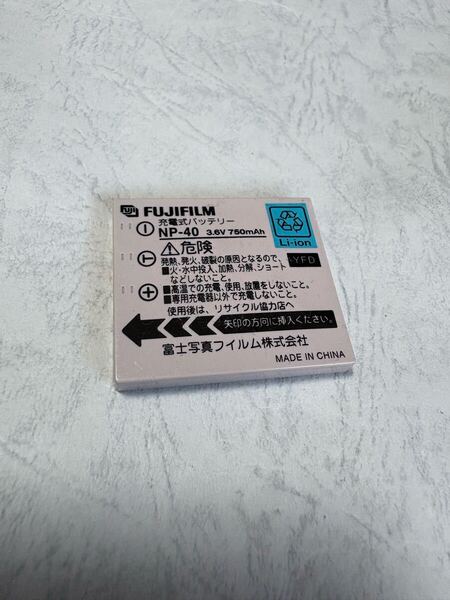 FUJIFILM
充電式バッテリー
NP-40 3.6V 750mAh
Li-ion
危険
発熱、発火、破裂の原因となるので、
■火・水中投入、加熱、分解、ショート
などしないこと。
■高温での充電、使用、放置をしないこと。
■専用充電器以外で充電しないこと。
使用後は、リサイクル協力店へ
YFD
矢印の方向に挿入ください。
富士写真フイルム株式会社
MADE IN CHINA